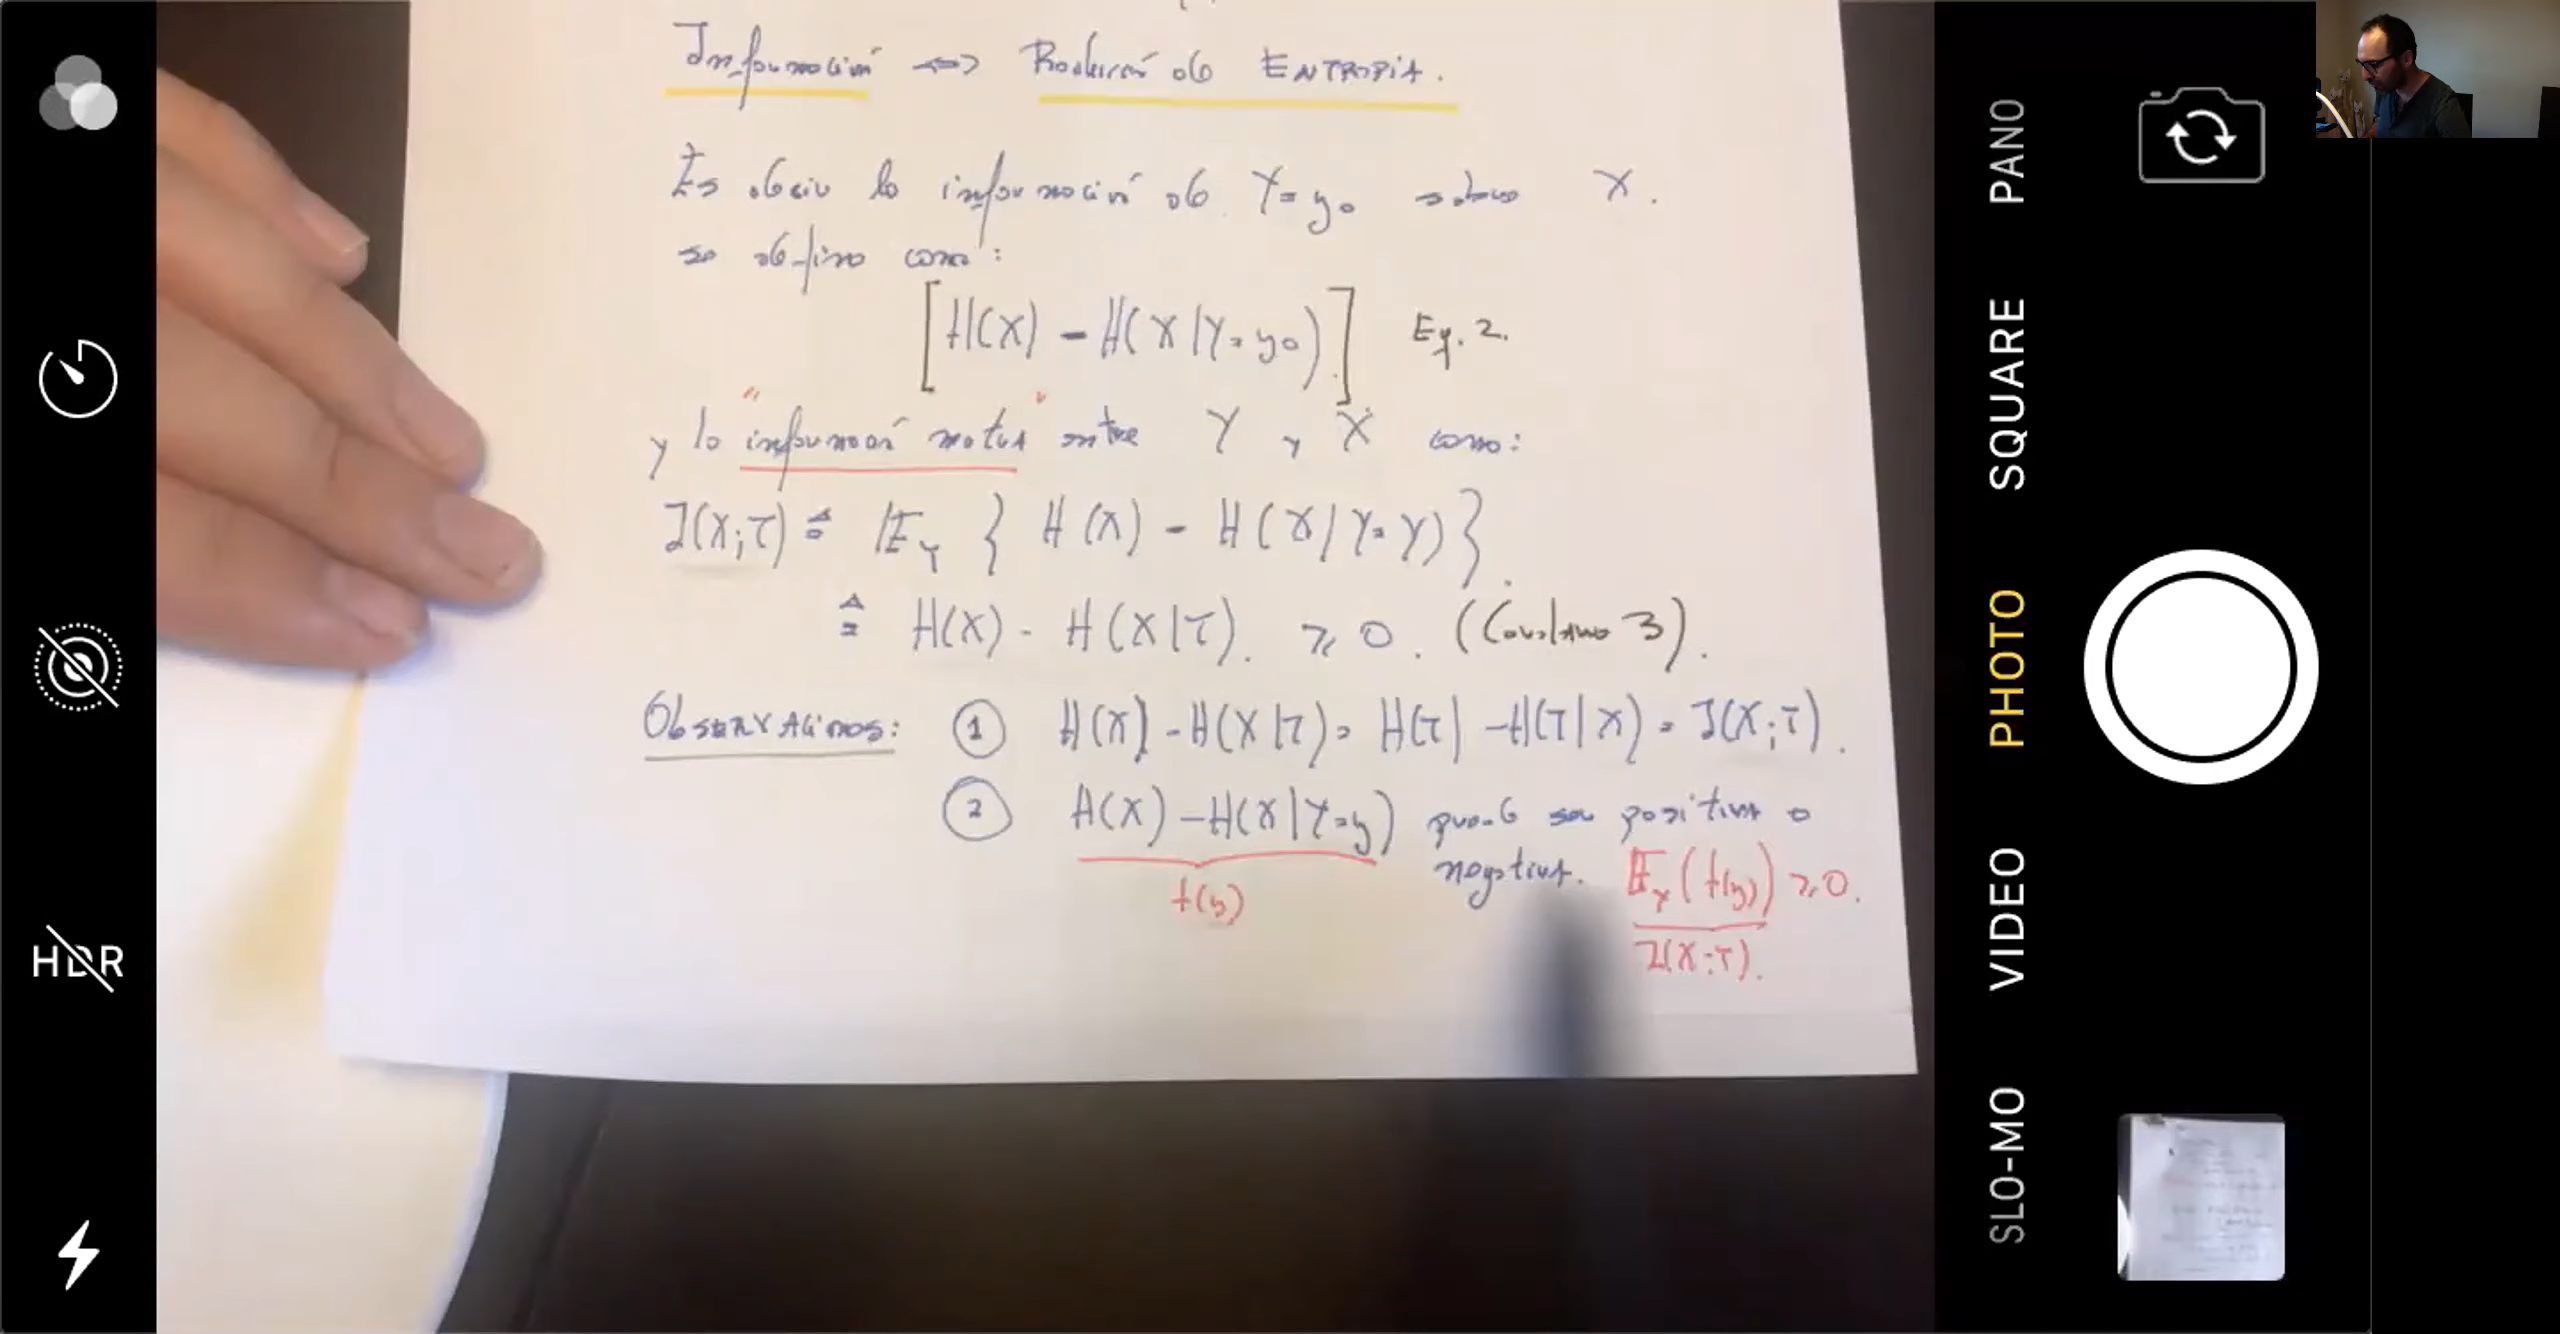 Información <=> Reducción de ENTROPIA.
Es decir la información de Y=y₀ sobre X.
se define como:
[H(X) - H(X|Y=y₀)] Eq. 2.
y la "información mutua" entre Y y X como:
I(X;Y) ≜ 𝔼_Y { H(X) - H(X|Y=y) }.
≜ H(X) - H(X|Y). ≥ 0. (Corolario 3).
Observaciones: ① H(X) - H(X|Y) = H(Y) - H(Y|X) = I(X;Y).
② H(X) - H(X|Y=y) puede ser positiva o
negativa. 𝔼_Y(f(y)) ≥ 0.
f(y)
I(X;Y).
HDR
PANO
SQUARE
PHOTO
VIDEO
SLO-MO